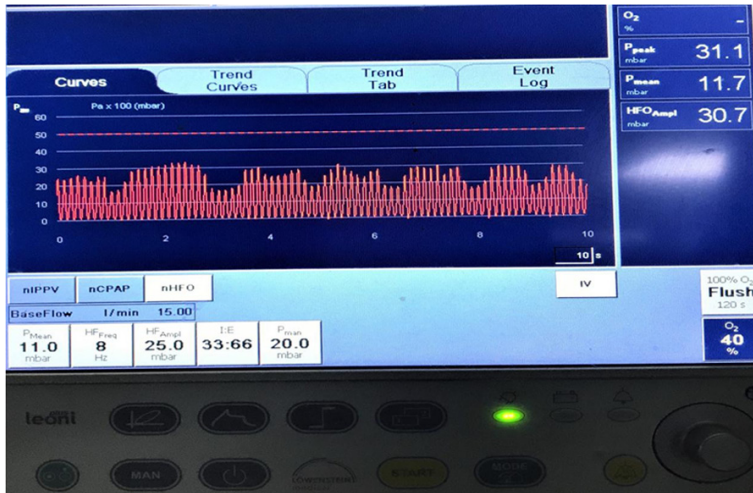 O2
%
–
Ppeak
mbar
31.1
Pmean
mbar
11.7
HFOAmpl
mbar
30.7
Curves
Trend
Curves
Trend
Tab
Event
Log
Pa x 100 (mbar)
60
50
40
30
20
10
0
0 2 4 6 8 10
10 s
nIPPV
nCPAP
nHFO
IV
100% O2
Flush
120 s
BaseFlow l/min 15.00
PMean
11.0
mbar
HFFreq
8
Hz
HFAmpl
25.0
mbar
I:E
33:66
Pman
20.0
mbar
O2
40
%
leoni
MAN
LÖWENSTEIN
START
MODE